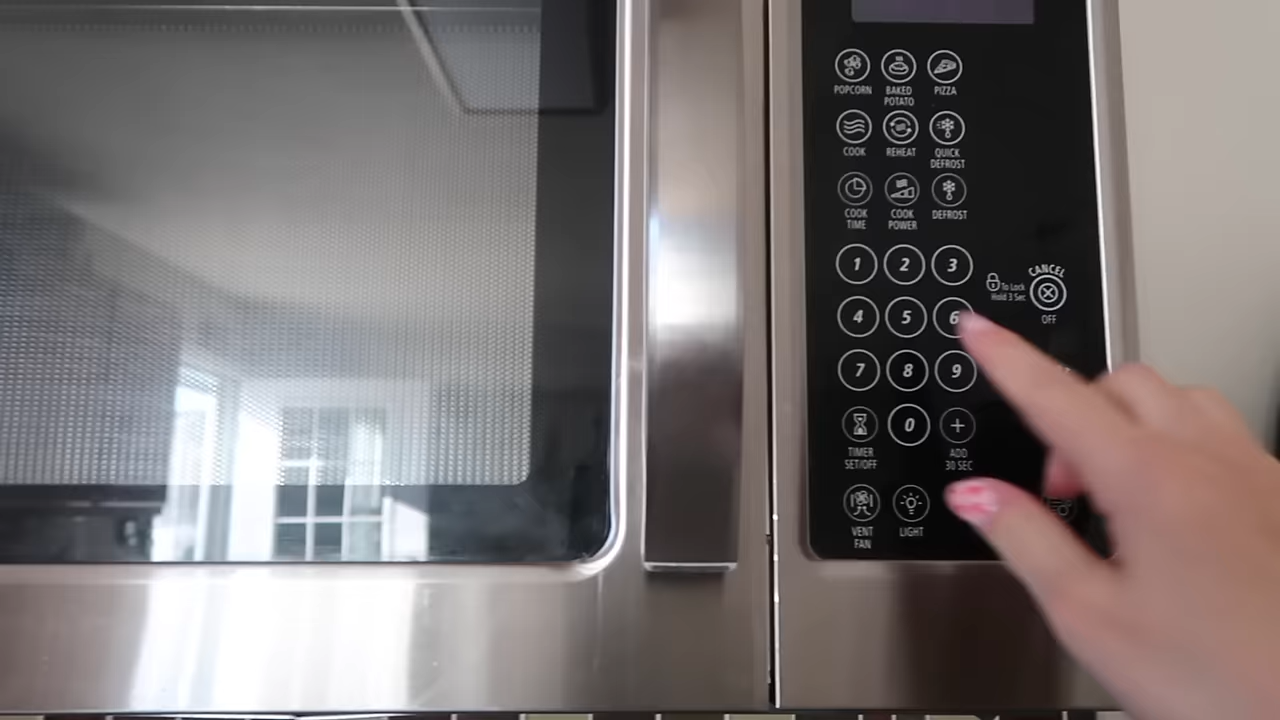 POPCORN
BAKED
POTATO
PIZZA
COOK
REHEAT
QUICK
DEFROST
COOK
TIME
COOK
POWER
DEFROST
1 2 3
To Lock
Hold 3 Sec
CANCEL
OFF
4 5 6
7 8 9
0
TIMER
SET/OFF
ADD
30 SEC
VENT
FAN
LIGHT